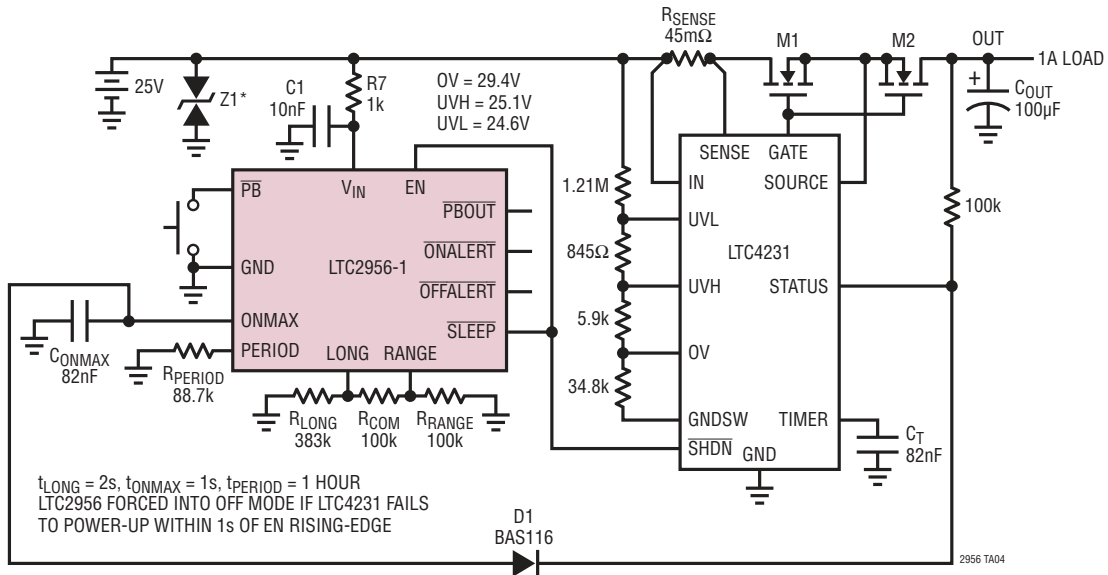 RSENSE
45mΩ
M1
M2
OUT
1A LOAD
25V
Z1*
C1
10nF
R7
1k
OV = 29.4V
UVH = 25.1V
UVL = 24.6V
+
COUT
100µF
SENSE GATE
IN
SOURCE
1.21M
UVL
845Ω
LTC4231
UVH
STATUS
100k
5.9k
OV
34.8k
GNDSW
TIMER
SHDN
GND
CT
82nF
PB
VIN
EN
PBOUT
GND
LTC2956-1
ONALERT
OFFALERT
ONMAX
SLEEP
PERIOD
LONG RANGE
CONMAX
82nF
RPERIOD
88.7k
RLONG
383k
RCOM
100k
RRANGE
100k
tLONG = 2s, tONMAX = 1s, tPERIOD = 1 HOUR
LTC2956 FORCED INTO OFF MODE IF LTC4231 FAILS
TO POWER-UP WITHIN 1s OF EN RISING-EDGE
D1
BAS116
2956 TA04